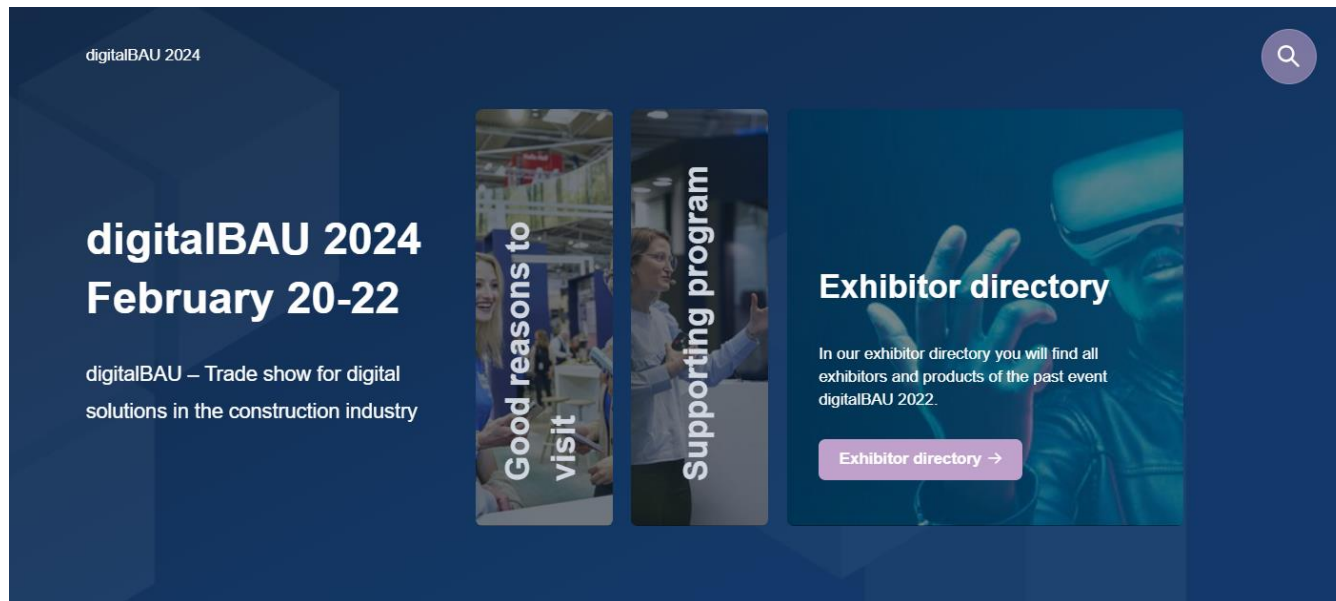 digitalBAU 2024
digitalBAU 2024
February 20-22
digitalBAU – Trade show for digital
solutions in the construction industry
Good reasons to
visit
Supporting program
Exhibitor directory
In our exhibitor directory you will find all
exhibitors and products of the past event
digitalBAU 2022.
Exhibitor directory →